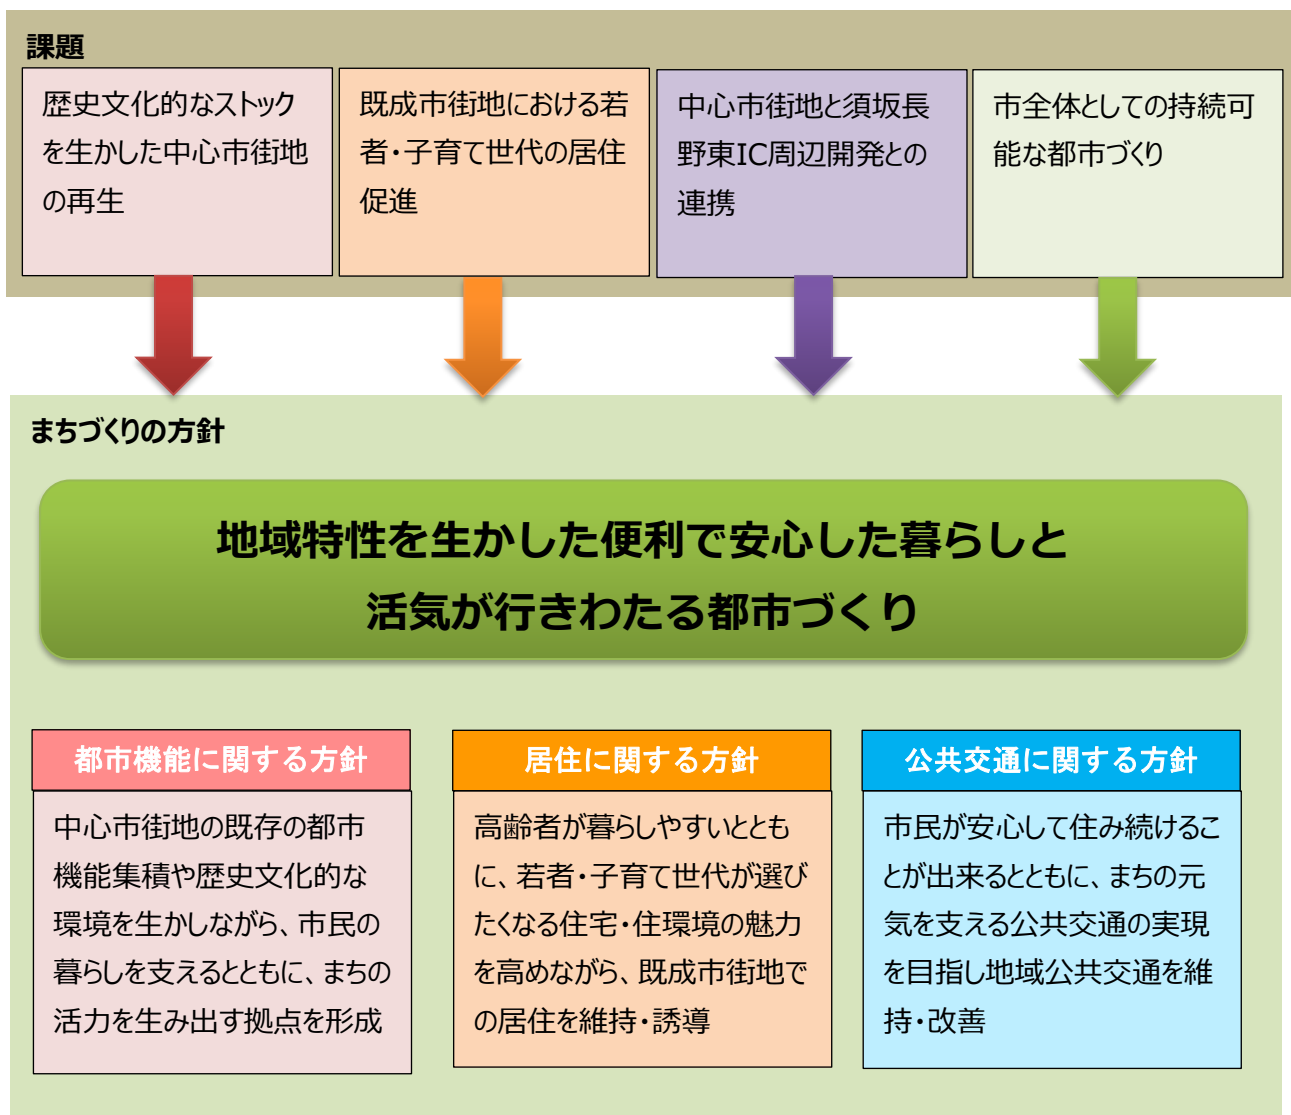 課題
歴史文化的なストック
を生かした中心市街地
の再生
既成市街地における若
者・子育て世代の居住
促進
中心市街地と須坂長
野東IC周辺開発との
連携
市全体としての持続可
能な都市づくり
まちづくりの方針
地域特性を生かした便利で安心した暮らしと
活気が行きわたる都市づくり
都市機能に関する方針
中心市街地の既存の都市
機能集積や歴史文化的な
環境を生かしながら、市民の
暮らしを支えるとともに、まちの
活力を生み出す拠点を形成
居住に関する方針
高齢者が暮らしやすいととも
に、若者・子育て世代が選び
たくなる住宅・住環境の魅力
を高めながら、既成市街地で
の居住を維持・誘導
公共交通に関する方針
市民が安心して住み続けるこ
とが出来るとともに、まちの元
気を支える公共交通の実現
を目指し地域公共交通を維
持・改善